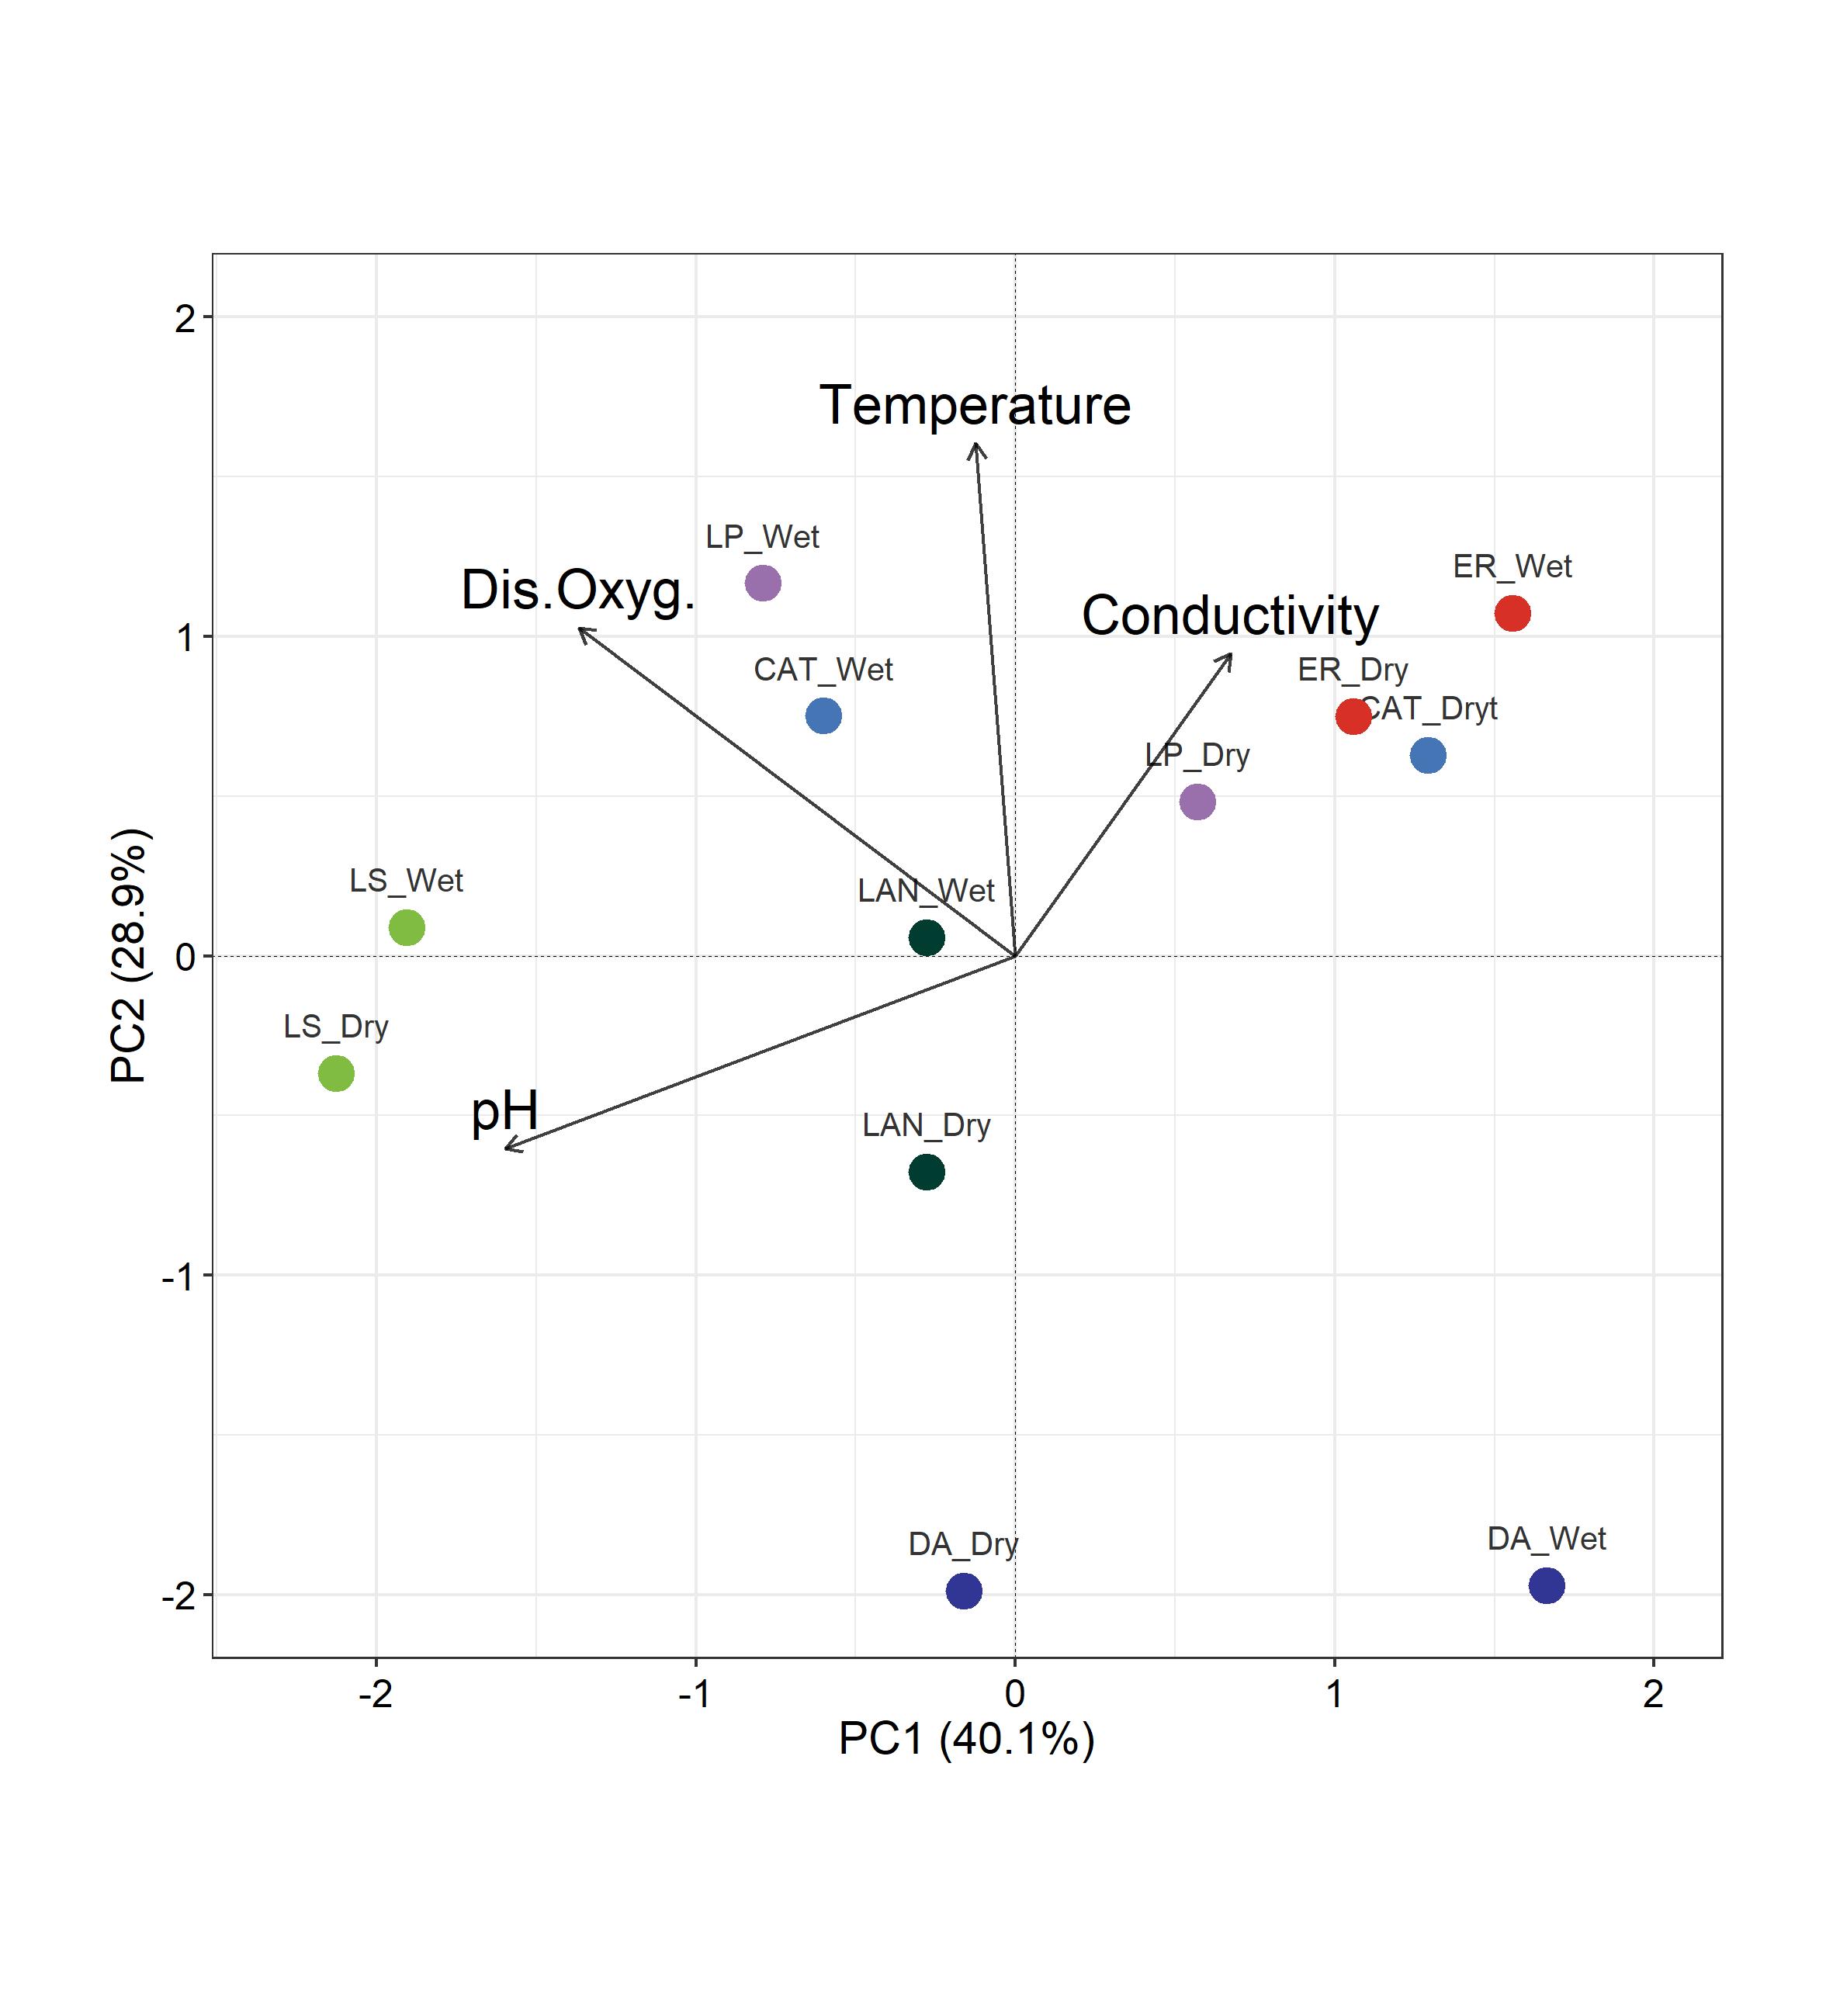 2
Temperature
LP_Wet
Dis.Oxyg.
ER_Wet
Conductivity
1
CAT_Wet
ER_Dry
CAT_Dryt
LP_Dry
LS_Wet
LAN_Wet
PC2 (28.9%)
0
LS_Dry
pH
LAN_Dry
-1
DA_Dry
DA_Wet
-2
-2
-1
0
1
2
PC1 (40.1%)